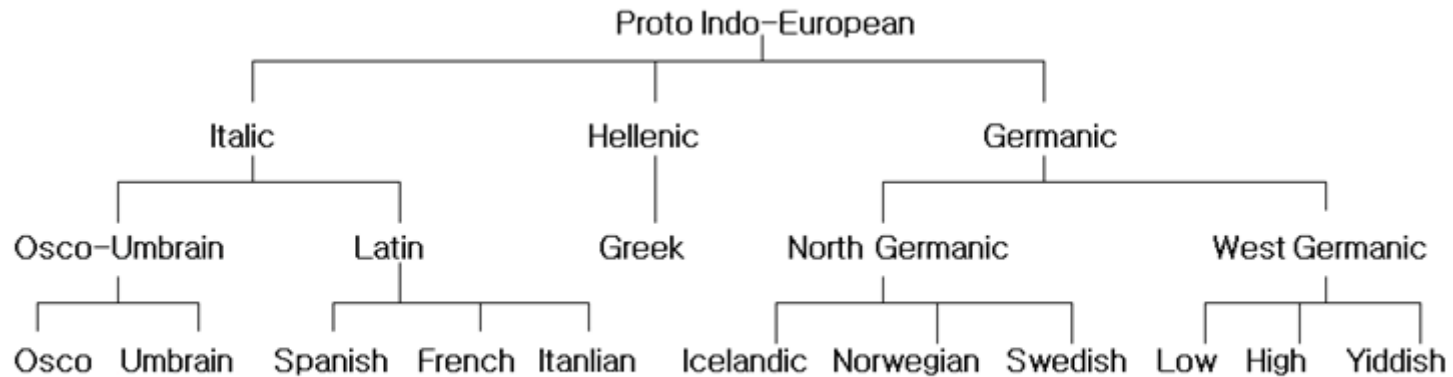 Proto Indo-European
Italic Hellenic Germanic
Osco-Umbrain Latin Greek North Germanic West Germanic
Osco Umbrain Spanish French Itanlian Icelandic Norwegian Swedish Low High Yiddish